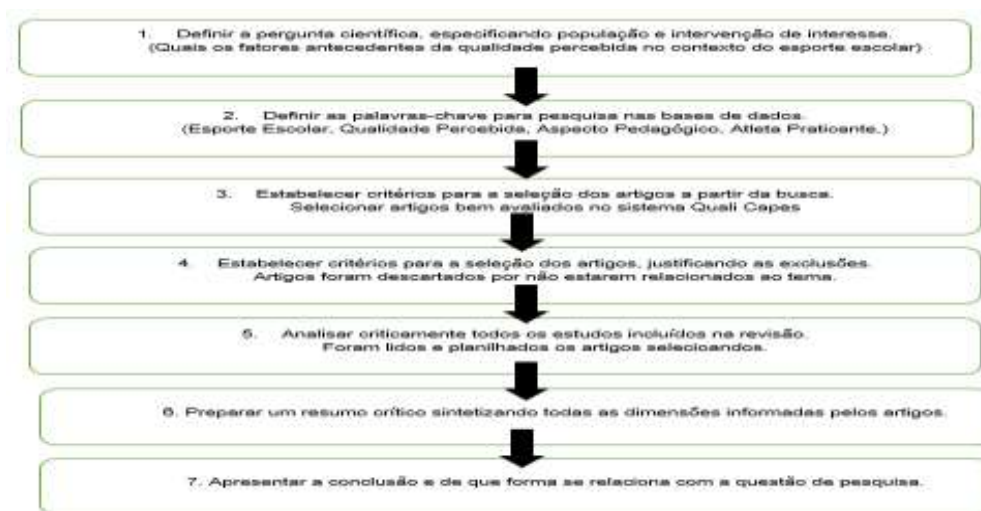 1. Definir a pergunta científica, especificando população e intervenção de interesse.
(Quais os fatores antecedentes da qualidade percebida no contexto do esporte escolar)
2. Definir as palavras-chave para pesquisa nas bases de dados.
(Esporte Escolar, Qualidade Percebida, Aspecto Pedagógico, Atleta Praticante,)
3. Estabelecer critérios para a seleção dos artigos a partir da busca.
Selecionar artigos bem avaliados no sistema Quali Capes
4. Estabelecer critérios para a seleção dos artigos, justificando as exclusões.
Artigos foram descartados por não estarem relacionados ao tema.
5. Analisar criticamente todos os estudos incluídos na revisão.
Foram lidos e planilhados os artigos selecioandos.
6. Preparar um resumo crítico sintetizando todas as dimensões informadas pelos artigos.
7. Apresentar a conclusão e de que forma se relaciona com a questão de pesquisa.